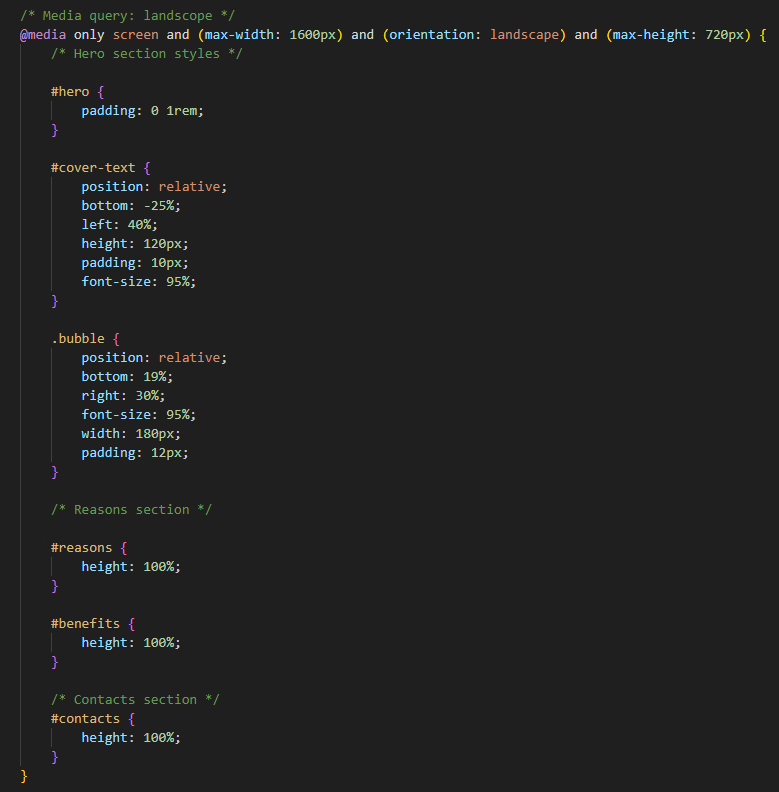 /* Media query: landscope */
@media only screen and (max-width: 1600px) and (orientation: landscape) and (max-height: 720px) {
/* Hero section styles */
#hero {
padding: 0 1rem;
}
#cover-text {
position: relative;
bottom: -25%;
left: 40%;
height: 120px;
padding: 10px;
font-size: 95%;
}
.bubble {
position: relative;
bottom: 19%;
right: 30%;
font-size: 95%;
width: 180px;
padding: 12px;
}
/* Reasons section */
#reasons {
height: 100%;
}
#benefits {
height: 100%;
}
/* Contacts section */
#contacts {
height: 100%;
}
}